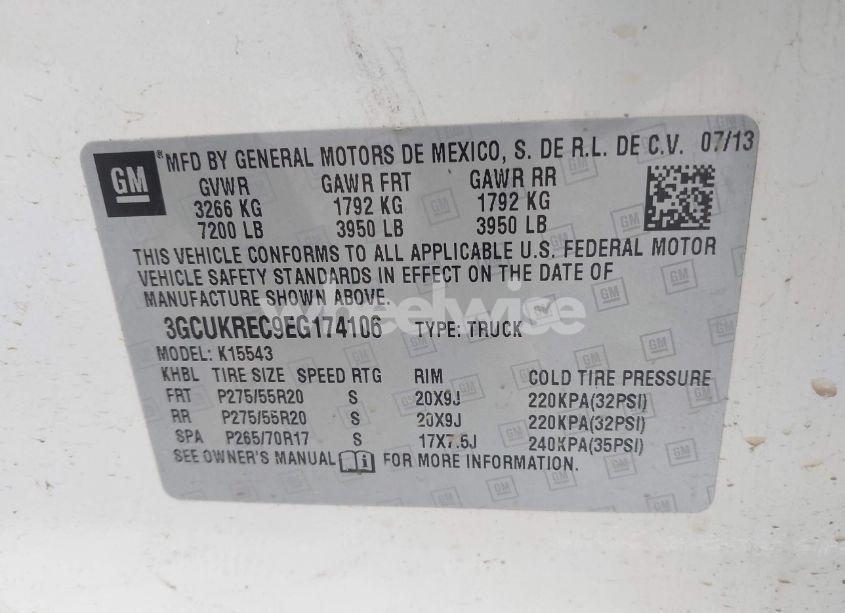 GM ® MFD BY GENERAL MOTORS DE MEXICO, S. DE R.L. DE C.V. 07/13
GVWR GAWR FRT GAWR RR
3266 KG 1792 KG 1792 KG
7200 LB 3950 LB 3950 LB
THIS VEHICLE CONFORMS TO ALL APPLICABLE U.S. FEDERAL MOTOR
VEHICLE SAFETY STANDARDS IN EFFECT ON THE DATE OF
MANUFACTURE SHOWN ABOVE.
wheelwise
3GCUKREC9EG174106 TYPE: TRUCK
MODEL: K15543
KHBL TIRE SIZE SPEED RTG RIM COLD TIRE PRESSURE
FRT P275/55R20 S 20X9J 220KPA(32PSI)
RR P275/55R20 S 20X9J 220KPA(32PSI)
SPA P265/70R17 S 17X7.5J 240KPA(35PSI)
SEE OWNER'S MANUAL FOR MORE INFORMATION.